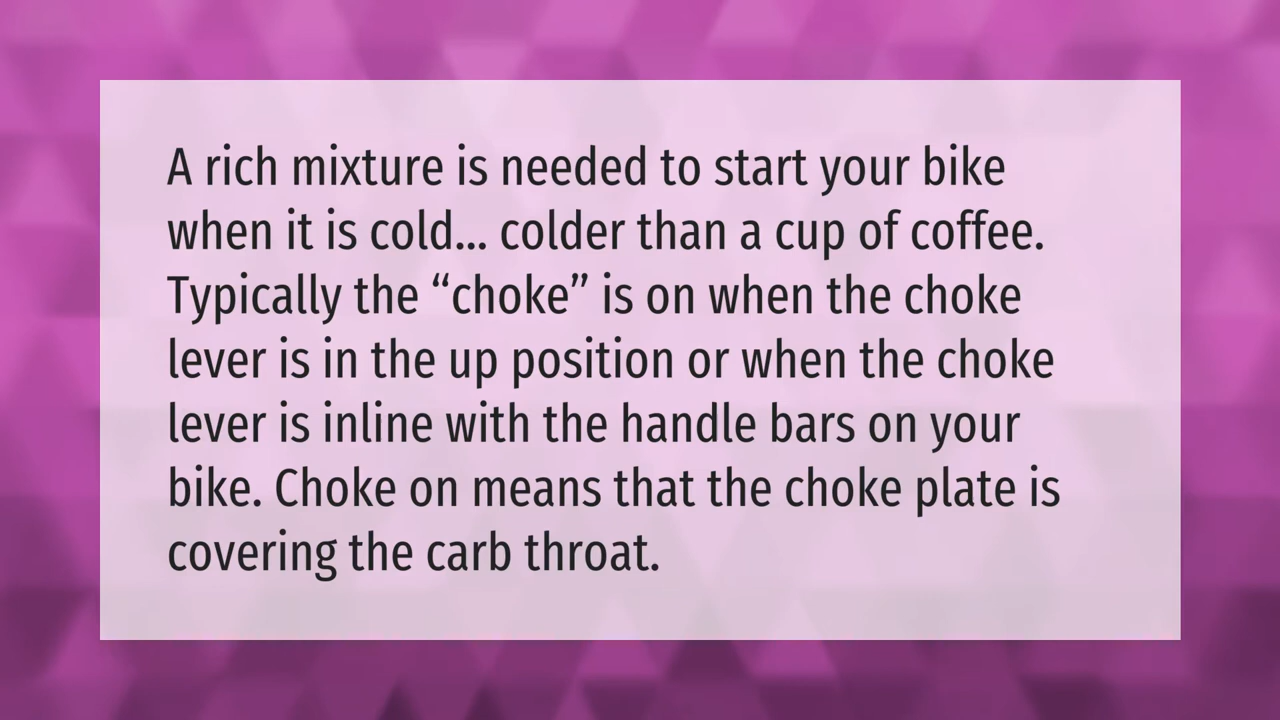 A rich mixture is needed to start your bike
when it is cold... colder than a cup of coffee.
Typically the “choke” is on when the choke
lever is in the up position or when the choke
lever is inline with the handle bars on your
bike. Choke on means that the choke plate is
covering the carb throat.